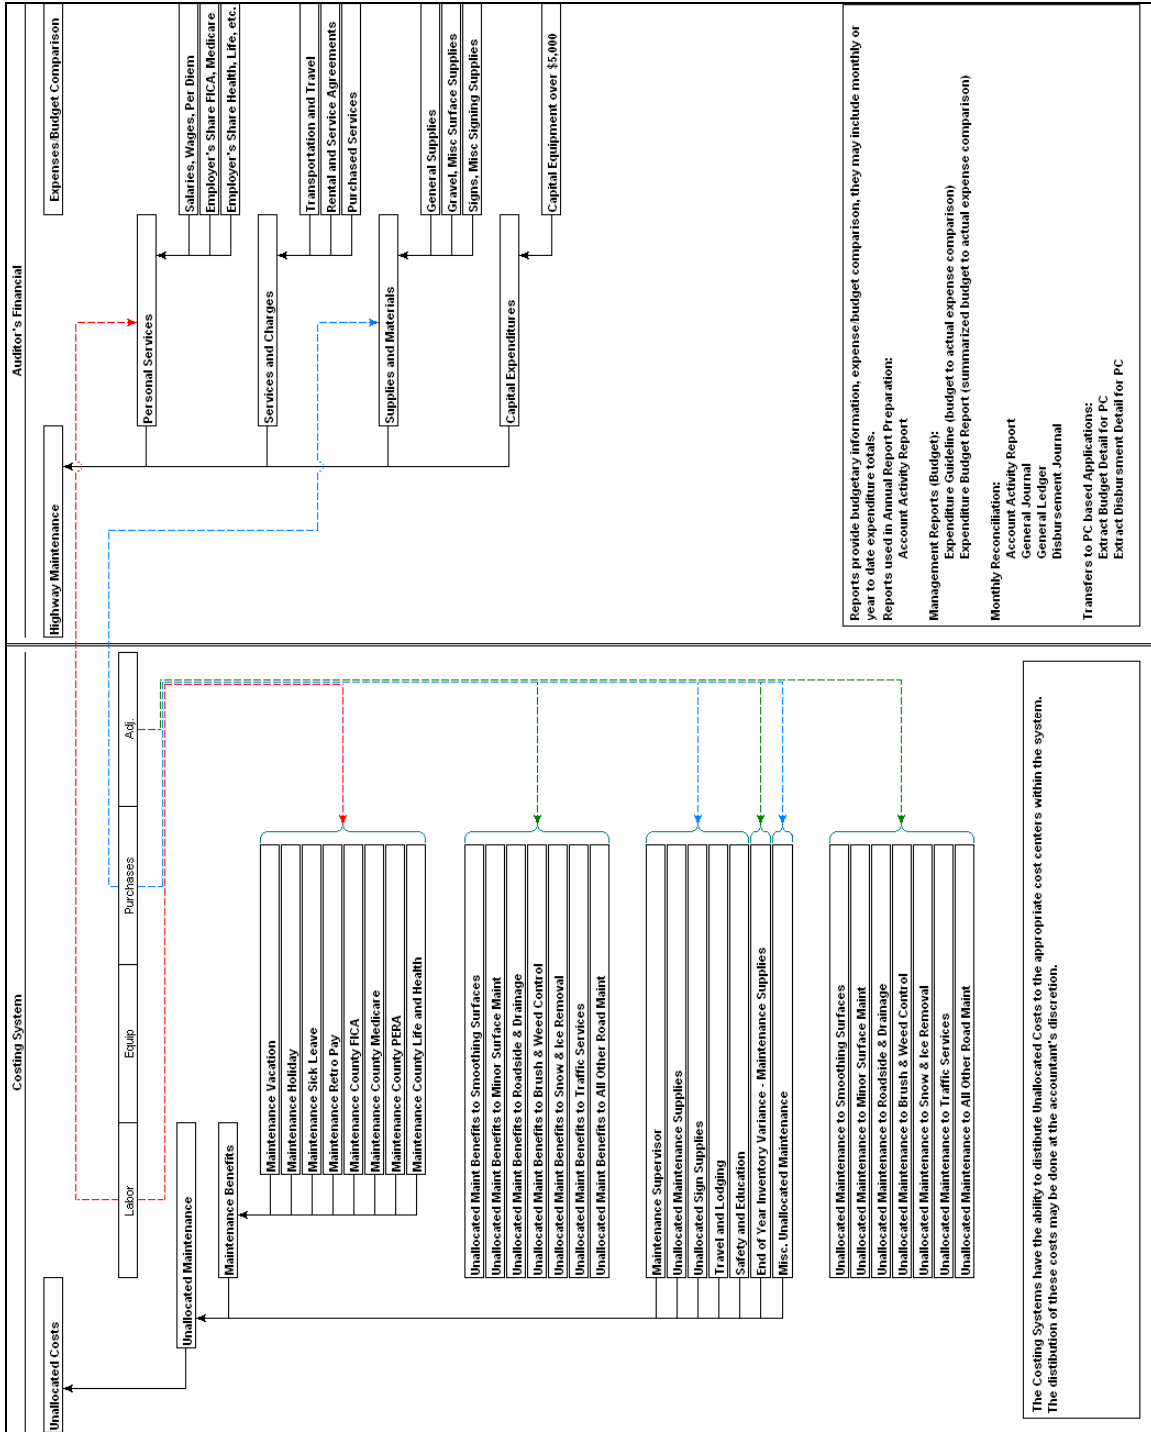 Costing System
Auditor's Financial
Unallocated Costs
Highway Maintenance
Expenses/Budget Comparison
Labor
Equip
Purchases
Adj.
Unallocated Maintenance
Maintenance Benefits
Maintenance Vacation
Maintenance Holiday
Maintenance Sick Leave
Maintenance Retro Pay
Maintenance County FICA
Maintenance County Medicare
Maintenance County PERA
Maintenance County Life and Health
Unallocated Maint Benefits to Smoothing Surfaces
Unallocated Maint Benefits to Minor Surface Maint
Unallocated Maint Benefits to Roadside & Drainage
Unallocated Maint Benefits to Brush & Weed Control
Unallocated Maint Benefits to Snow & Ice Removal
Unallocated Maint Benefits to Traffic Services
Unallocated Maint Benefits to All Other Road Maint
Maintenance Supervisor
Unallocated Maintenance Supplies
Unallocated Sign Supplies
Travel and Lodging
Safety and Education
End of Year Inventory Variance - Maintenance Supplies
Misc. Unallocated Maintenance
Unallocated Maintenance to Smoothing Surfaces
Unallocated Maintenance to Minor Surface Maint
Unallocated Maintenance to Roadside & Drainage
Unallocated Maintenance to Brush & Weed Control
Unallocated Maintenance to Snow & Ice Removal
Unallocated Maintenance to Traffic Services
Unallocated Maintenance to All Other Road Maint
The Costing Systems have the ability to distibute Unallocated Costs to the appropriate cost centers within the system.
The distibution of these costs may be done at the accountant's discretion.
Personal Services
Salaries, Wages, Per Diem
Employer's Share FICA, Medicare
Employer's Share Health, Life, etc.
Services and Charges
Transportation and Travel
Rental and Service Agreements
Purchased Services
Supplies and Materials
General Supplies
Gravel, Misc Surface Supplies
Signs, Misc Signing Supplies
Capital Expenditures
Capital Equipment over $5,000
Reports provide budgetary information, expense/budget comparison, they may include monthly or
year to date expenditure totals.
Reports used in Annual Report Preparation:
Account Activity Report
Management Reports (Budget):
Expenditure Guideline (budget to actual expense comparison)
Expenditure Budget Report (summarized budget to actual expense comparison)
Monthly Reconciliation:
Account Activity Report
General Journal
General Ledger
Disbursement Journal
Transfers to PC based Applications:
Extract Budget Detail for PC
Extract Disbursment Detail for PC